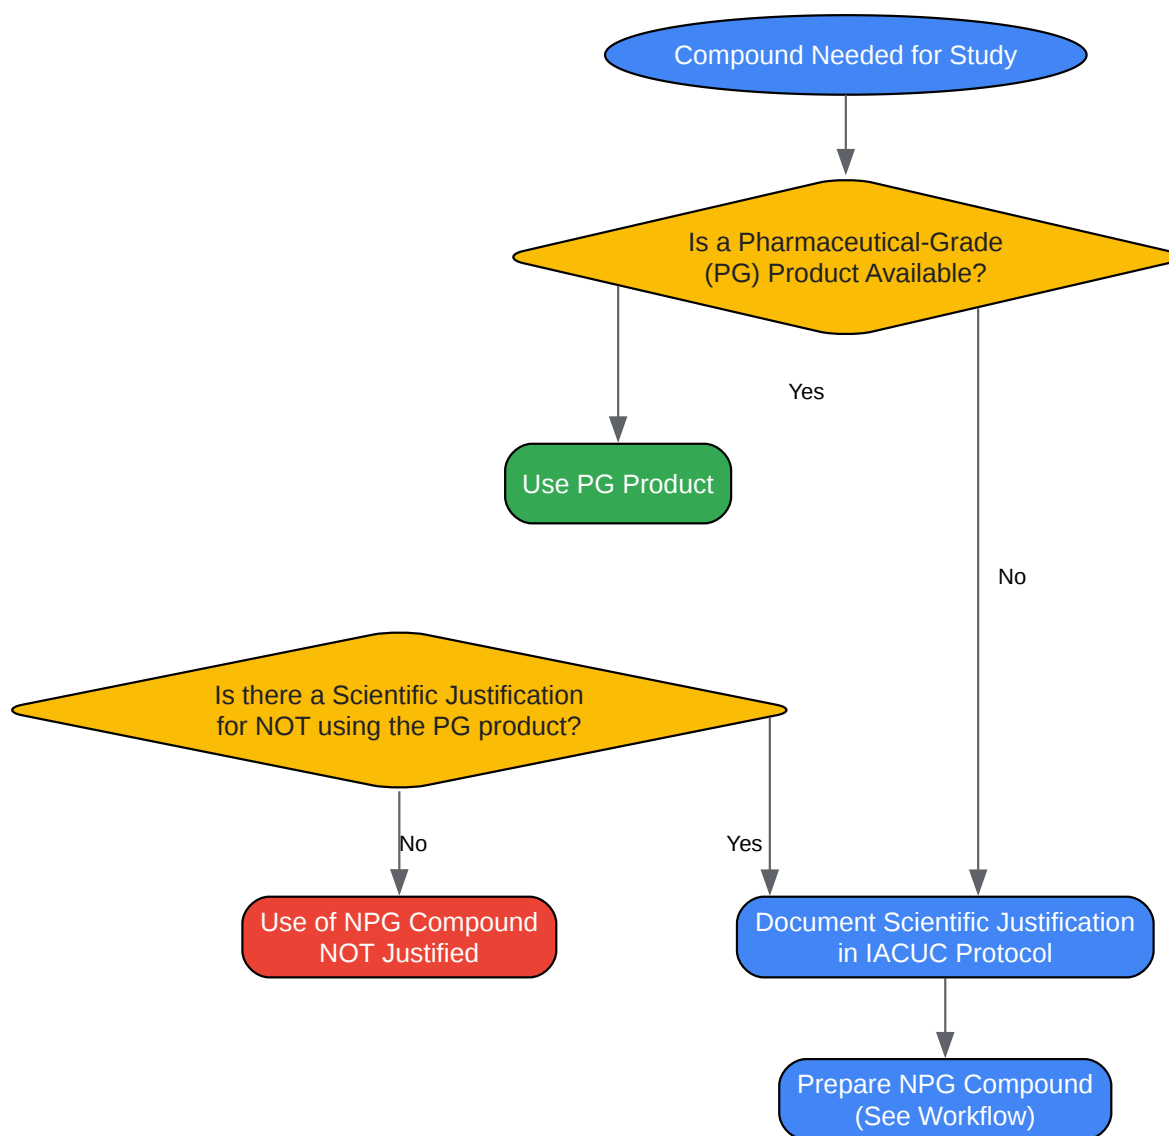 Compound Needed for Study
Is a Pharmaceutical-Grade
(PG) Product Available?
Yes
Use PG Product
No
Is there a Scientific Justification
for NOT using the PG product?
No
Yes
Use of NPG Compound
NOT Justified
Document Scientific Justification
in IACUC Protocol
Prepare NPG Compound
(See Workflow)